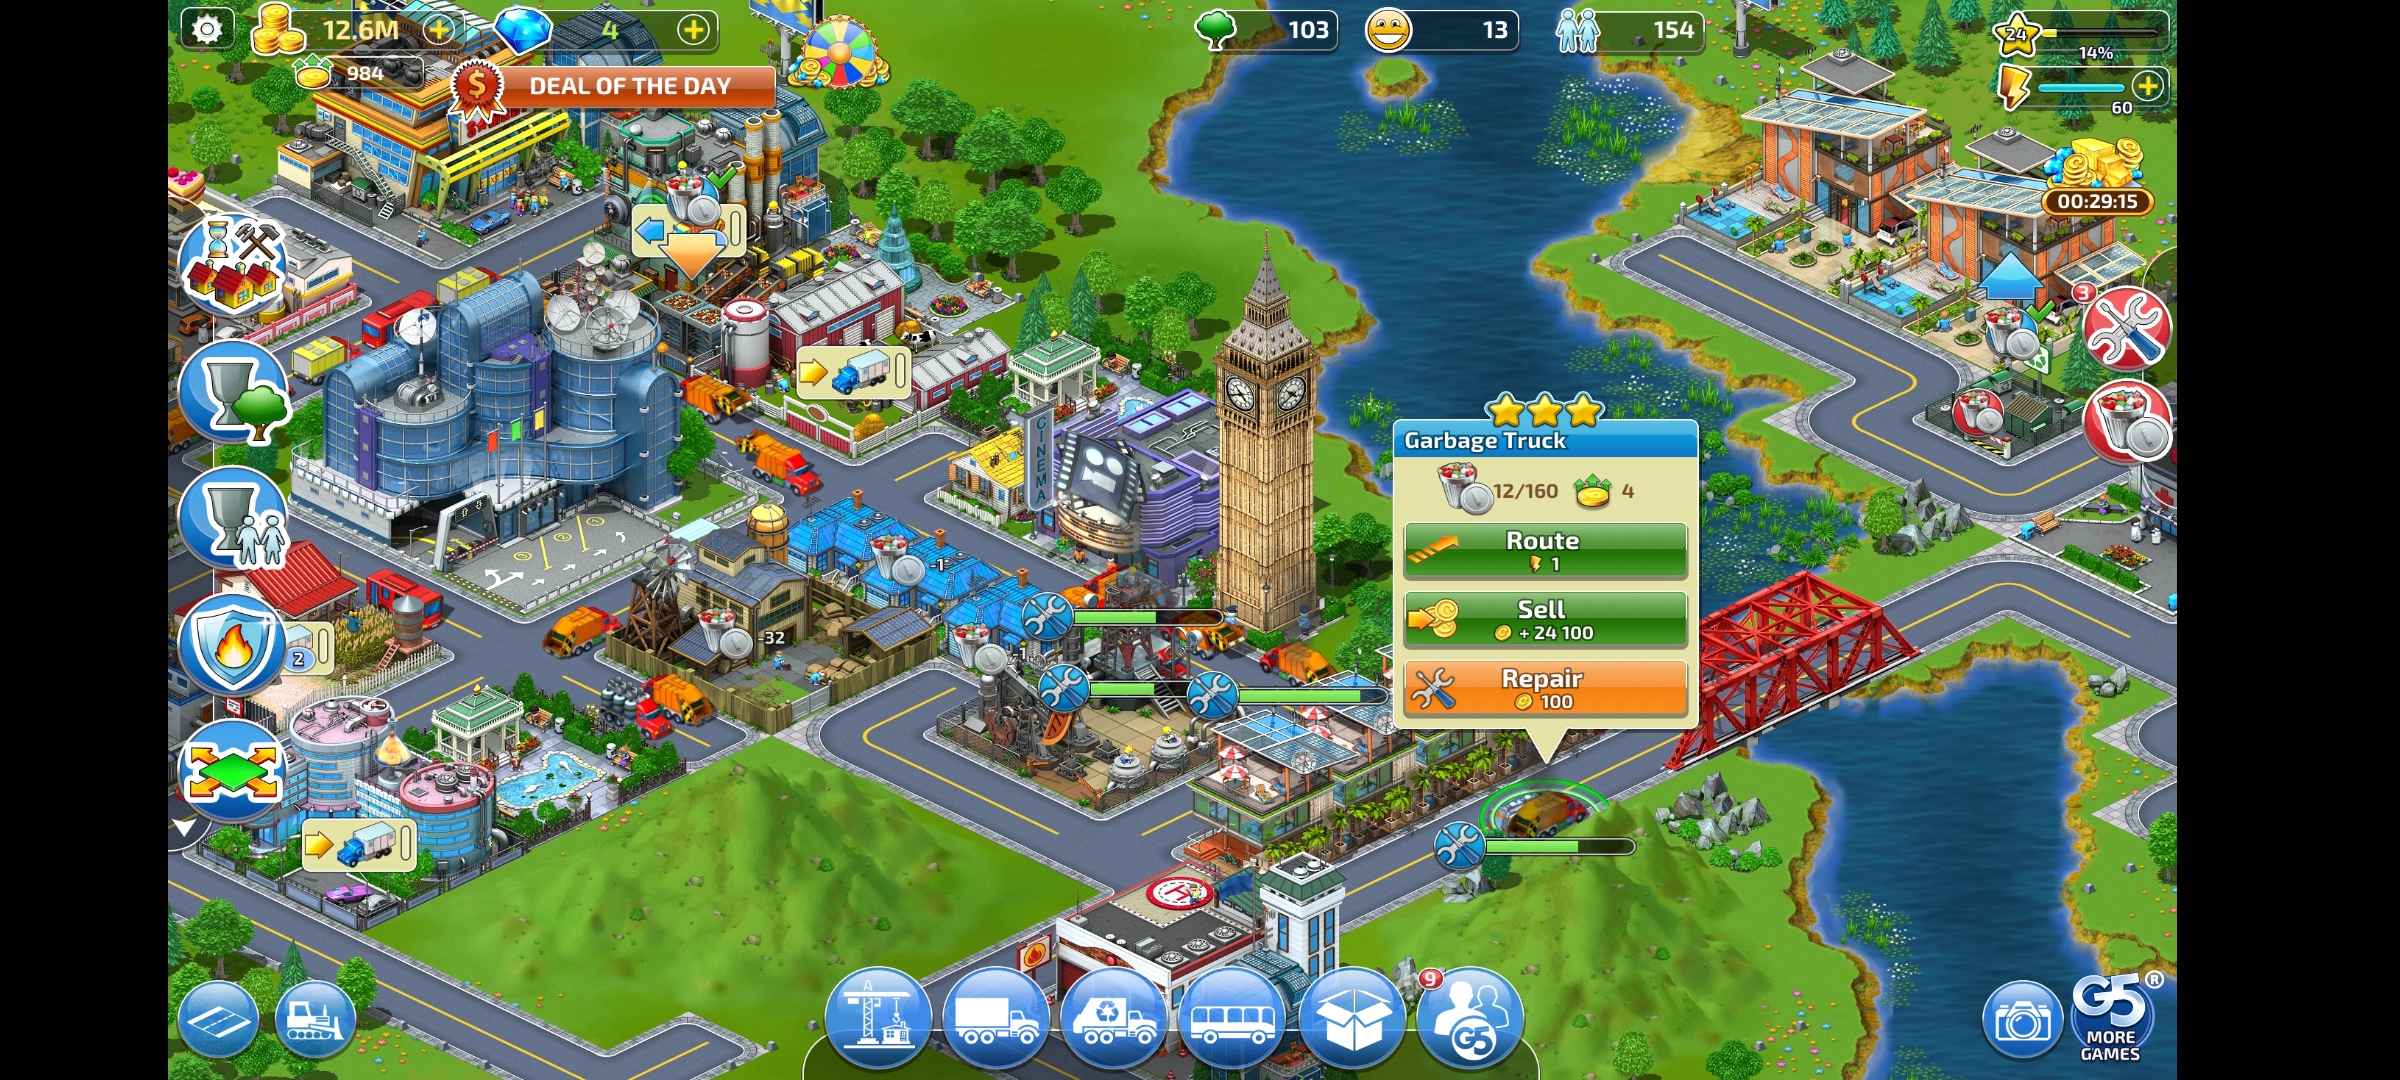 12.6M
4
103
13
154
24
14%
984
DEAL OF THE DAY
60
00:29:15
3
CINEMA
Garbage Truck
12/160 4
Route
1
Sell
+ 24 100
Repair
100
-1
-32
-1
2
9
A
G5
G5®
MORE
GAMES